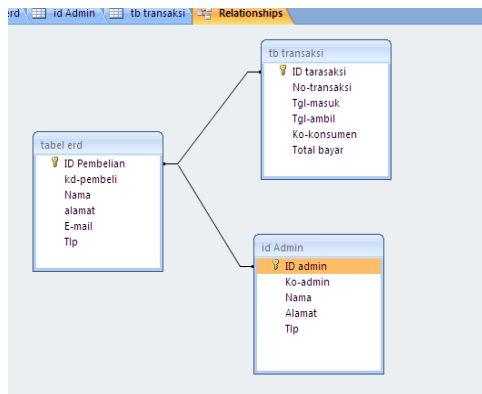 erd id Admin tb transaksi Relationships
tb transaksi
ID tarasaksi
No-transaksi
Tgl-masuk
Tgl-ambil
Ko-konsumen
Total bayar
tabel erd
ID Pembelian
kd-pembeli
Nama
alamat
E-mail
Tlp
id Admin
ID admin
Ko-admin
Nama
Alamat
Tlp